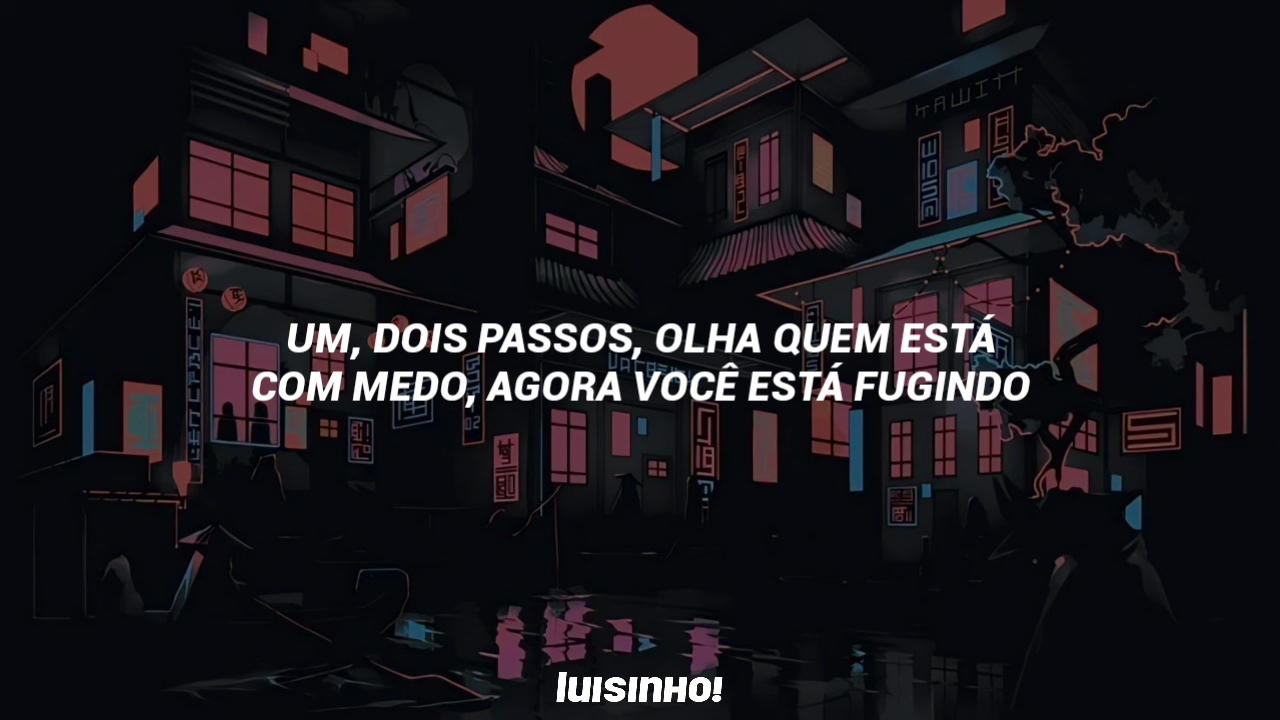 UM, DOIS PASSOS, OLHA QUEM ESTÁ
COM MEDO, AGORA VOCÊ ESTÁ FUGINDO
LUISINHO!